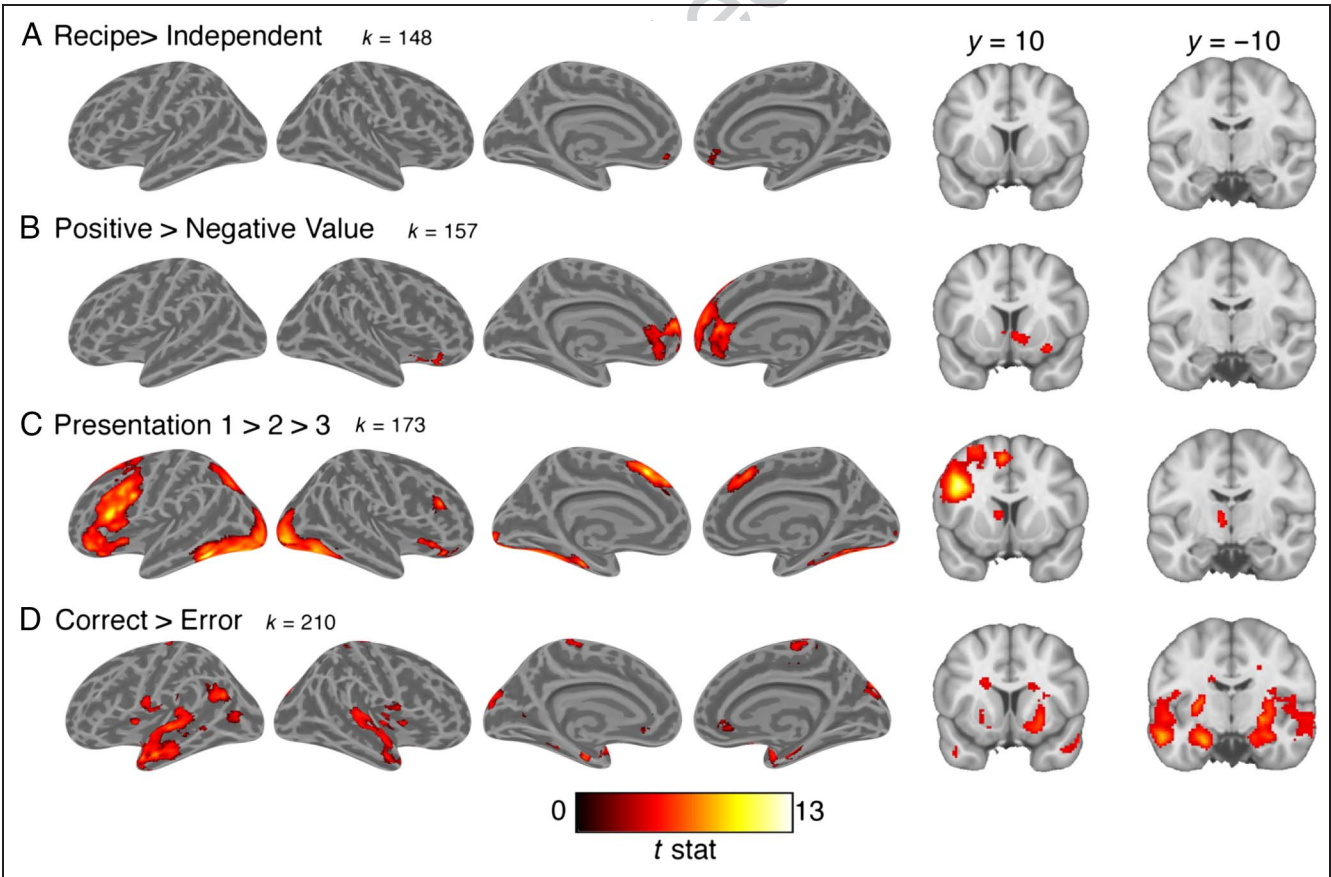 A Recipe> Independent k = 148
y = 10
y = −10
B Positive > Negative Value k = 157
C Presentation 1 > 2 > 3 k = 173
D Correct > Error k = 210
0
13
t stat